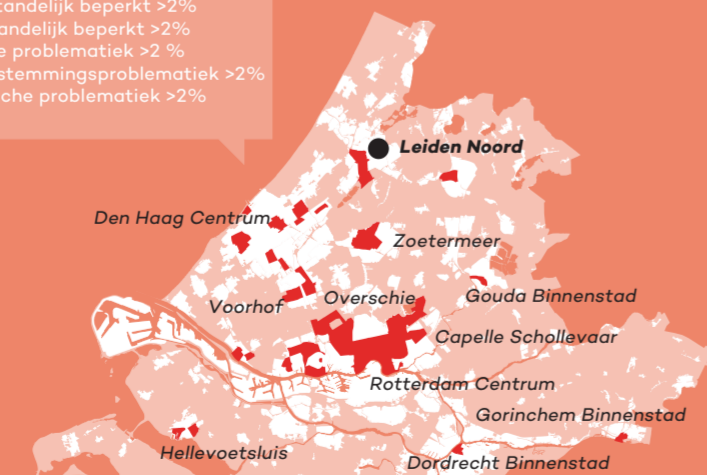 tandelijk beperkt >2%
andelijk beperkt >2%
e problematiek >2 %
stemmingsproblematiek >2%
che problematiek >2%
Leiden Noord
Den Haag Centrum
Zoetermeer
Voorhof
Overschie
Gouda Binnenstad
Capelle Schollevaar
Rotterdam Centrum
Gorinchem Binnenstad
Hellevoetsluis
Dordrecht Binnenstad